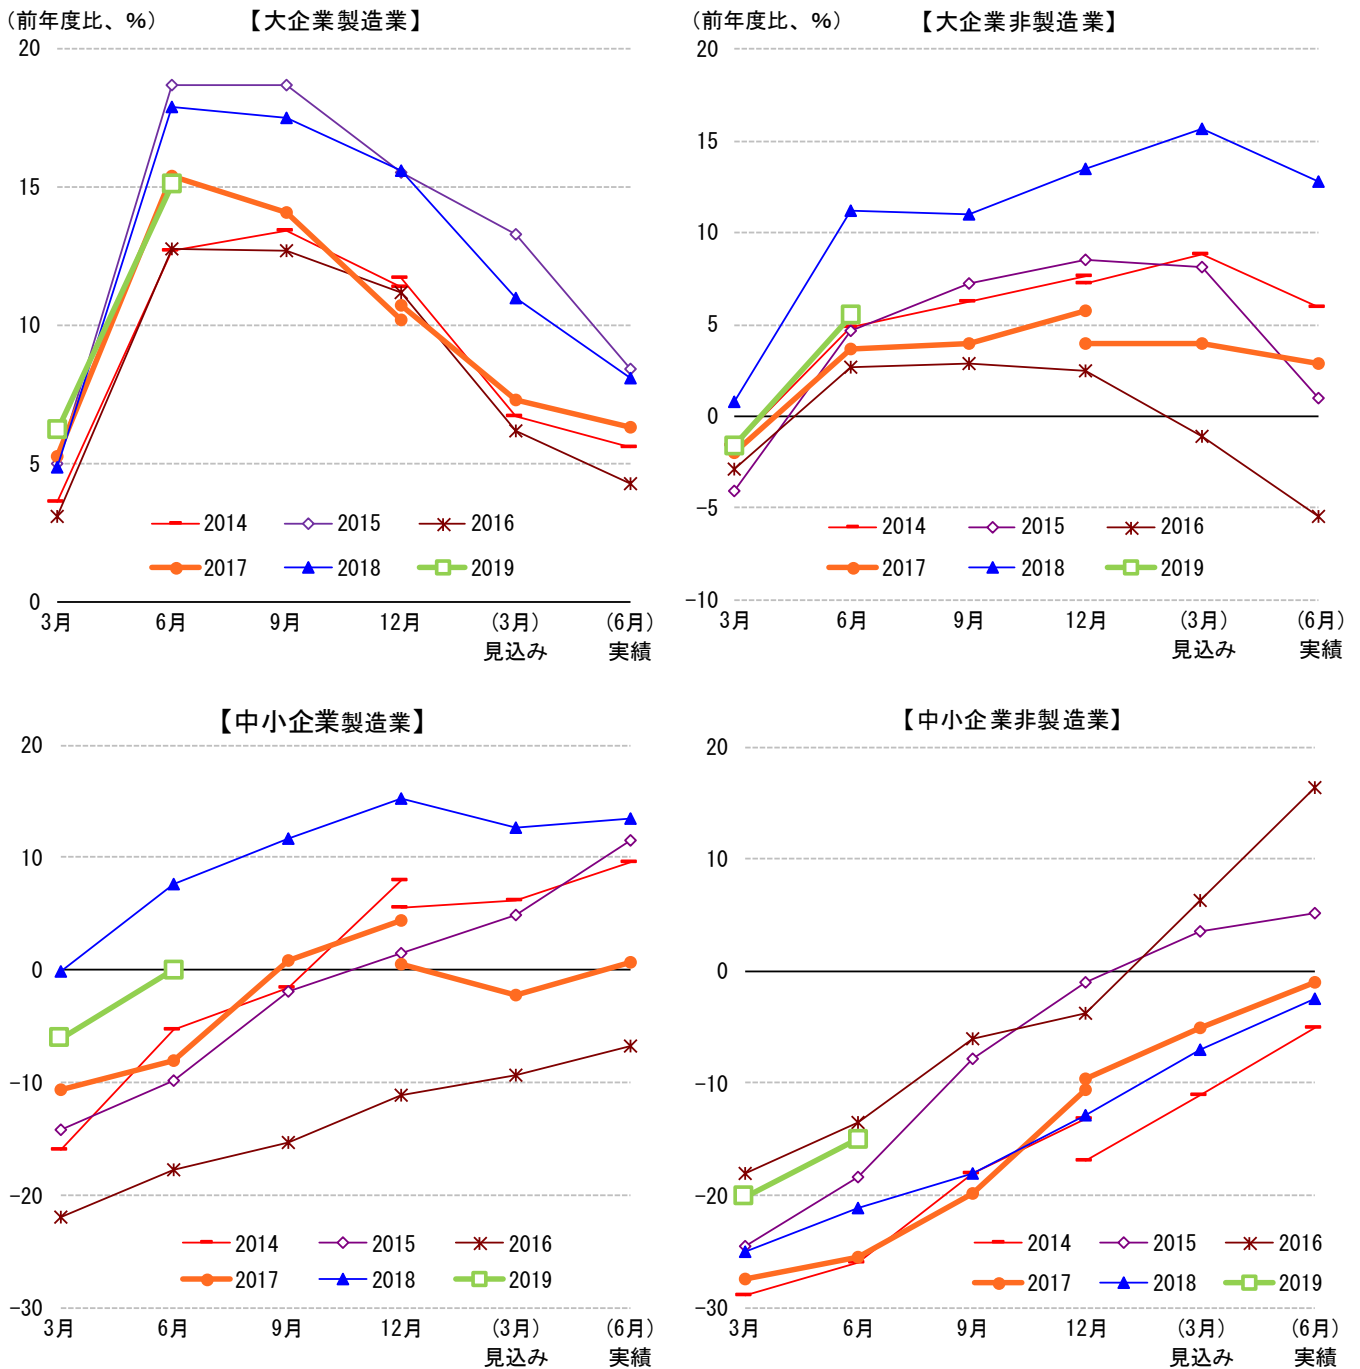 （前年度比、％）
【大企業製造業】
20
15
10
5
0
2014 2015 2016
2017 2018 2019
3月 6月 9月 12月 （3月） （6月）
見込み 実績
（前年度比、％）
【大企業非製造業】
20
15
10
5
0
−5
−10
2014 2015 2016
2017 2018 2019
3月 6月 9月 12月 （3月） （6月）
見込み 実績
【中小企業製造業】
20
10
0
−10
−20
−30
2014 2015 2016
2017 2018 2019
3月 6月 9月 12月 （3月） （6月）
見込み 実績
【中小企業非製造業】
20
10
0
−10
−20
−30
2014 2015 2016
2017 2018 2019
3月 6月 9月 12月 （3月） （6月）
見込み 実績